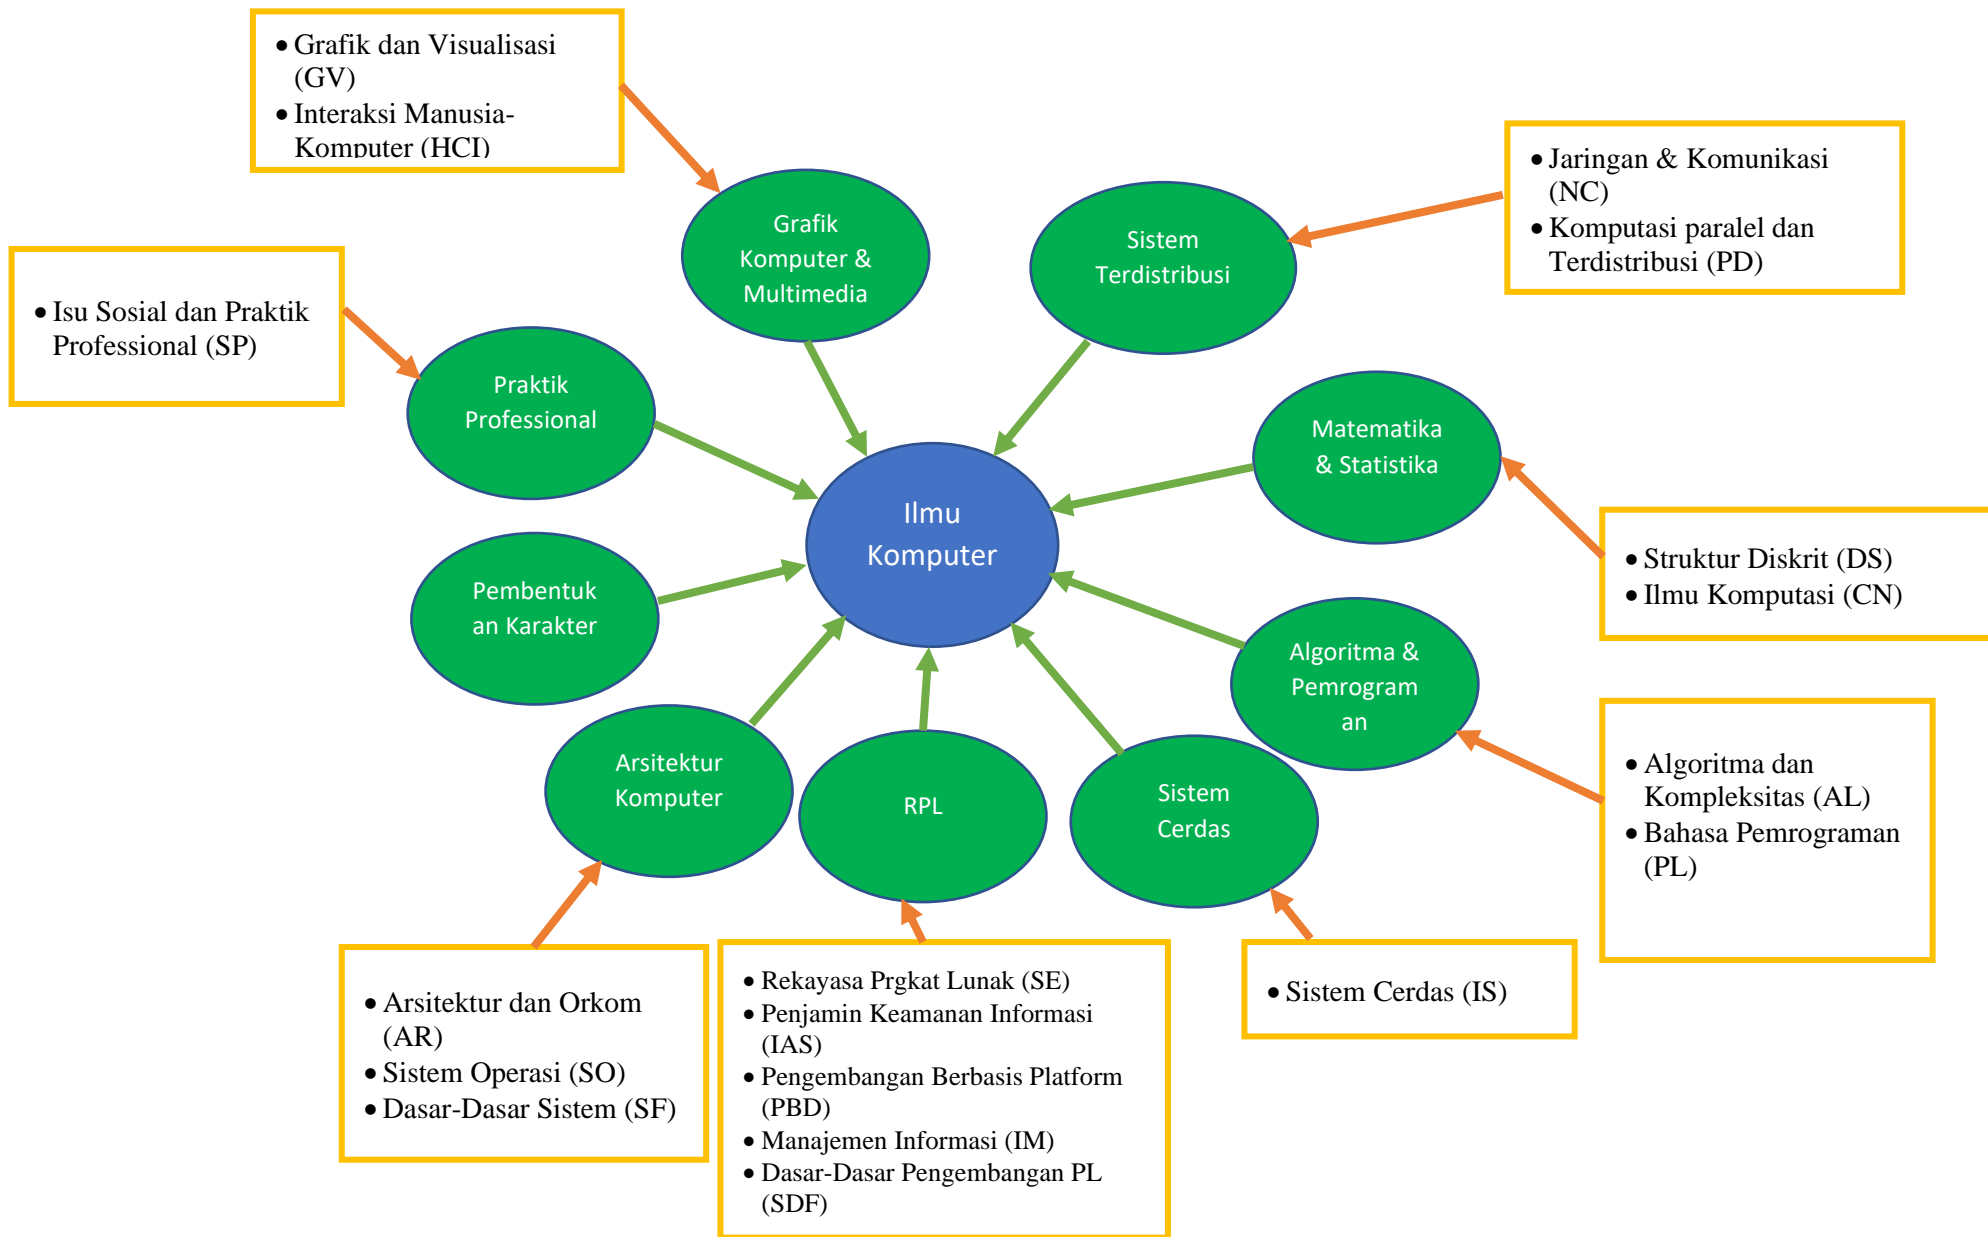 • Grafik dan Visualisasi
(GV)
• Interaksi Manusia-
Komputer (HCI)
• Jaringan & Komunikasi
(NC)
• Komputasi paralel dan
Terdistribusi (PD)
• Isu Sosial dan Praktik
Professional (SP)
Grafik
Komputer &
Multimedia
Sistem
Terdistribusi
Praktik
Professional
Matematika
& Statistika
Ilmu
Komputer
• Struktur Diskrit (DS)
• Ilmu Komputasi (CN)
Pembentuk
an Karakter
Algoritma &
Pemrogram
an
Arsitektur
Komputer
RPL
Sistem
Cerdas
• Algoritma dan
Kompleksitas (AL)
• Bahasa Pemrograman
(PL)
• Arsitektur dan Orkom
(AR)
• Sistem Operasi (SO)
• Dasar-Dasar Sistem (SF)
• Rekayasa Prgkat Lunak (SE)
• Penjamin Keamanan Informasi
(IAS)
• Pengembangan Berbasis Platform
(PBD)
• Manajemen Informasi (IM)
• Dasar-Dasar Pengembangan PL
(SDF)
• Sistem Cerdas (IS)